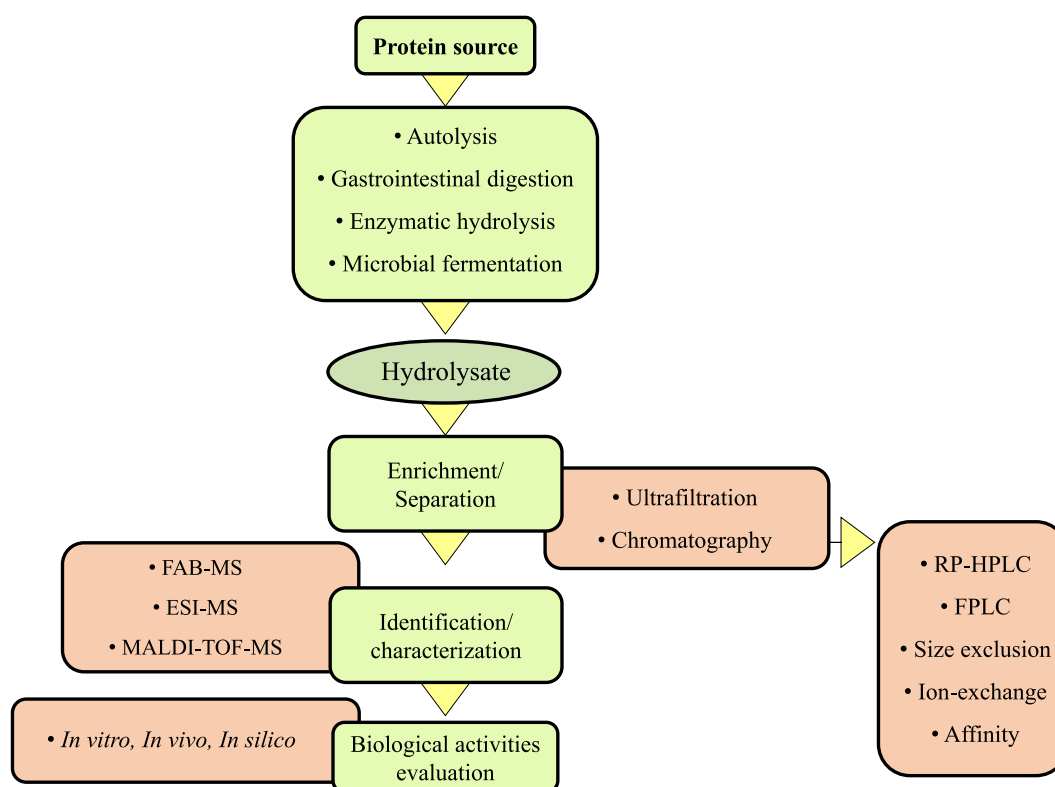 Protein source
• Autolysis
• Gastrointestinal digestion
• Enzymatic hydrolysis
• Microbial fermentation
Hydrolysate
Enrichment/
Separation
• Ultrafiltration
• Chromatography
• RP-HPLC
• FPLC
• Size exclusion
• Ion-exchange
• Affinity
• FAB-MS
• ESI-MS
• MALDI-TOF-MS
Identification/
characterization
• In vitro, In vivo, In silico
Biological activities
evaluation